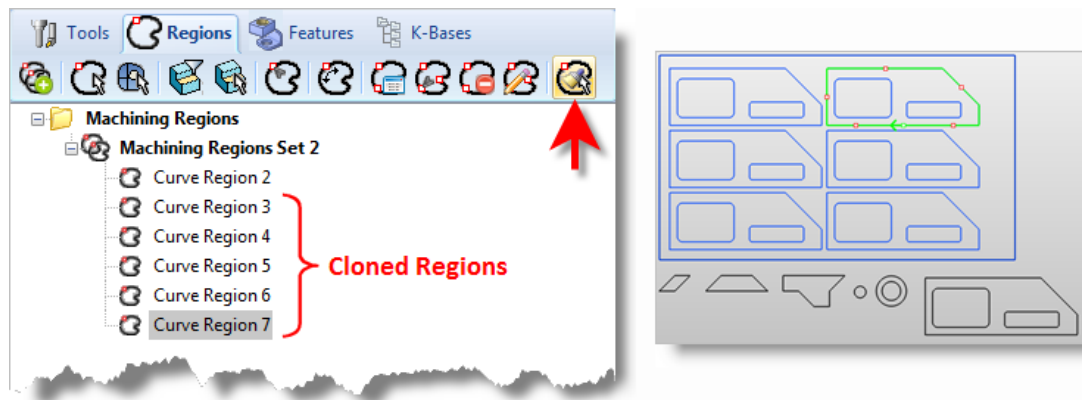 Tools Regions Features K-Bases
Machining Regions
Machining Regions Set 2
Curve Region 2
Curve Region 3
Curve Region 4
Curve Region 5
Cloned Regions
Curve Region 6
Curve Region 7